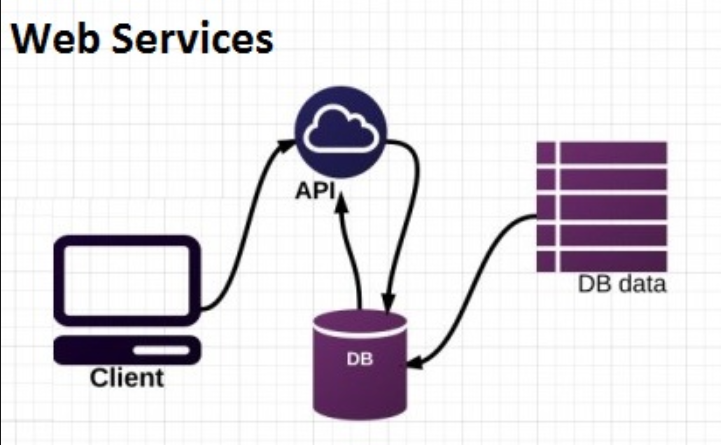 Web Services
API
DB data
DB
Client